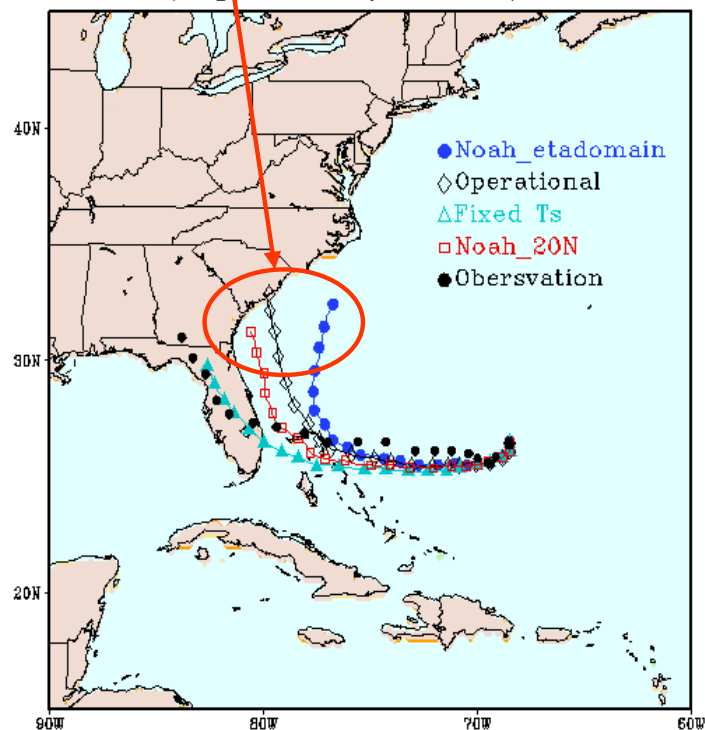 40N
Noah_etadomain
Operational
Fixed Ts
Noah_20N
Obersvation
30N
20N
90W 80W 70W 60W